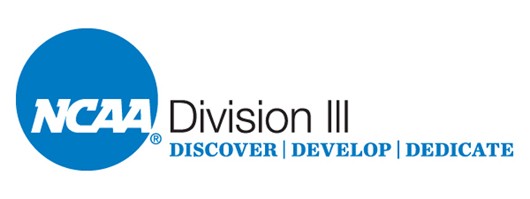 NCAA® Division III
DISCOVER | DEVELOP | DEDICATE